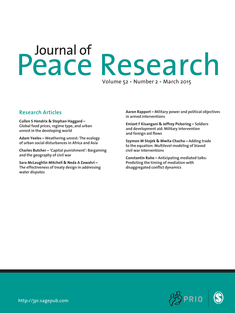 Journal of
Peace Research
Volume 52 • Number 2 • March 2015
Research Articles
Cullen S Hendrix & Stephan Haggard –
Global food prices, regime type, and urban
unrest in the developing world
Adam Yeeles – Weathering unrest: The ecology
of urban social disturbances in Africa and Asia
Charles Butcher – 'Capital punishment': Bargaining
and the geography of civil war
Sara McLaughlin Mitchell & Neda A Zawahri –
The effectiveness of treaty design in addressing
water disputes
Aaron Rapport – Military power and political objectives
in armed interventions
Emizet F Kisangani & Jeffrey Pickering – Soldiers
and development aid: Military intervention
and foreign aid flows
Szymon M Stojek & Mwita Chacha – Adding trade
to the equation: Multilevel modeling of biased
civil war interventions
Constantin Ruhe – Anticipating mediated talks:
Predicting the timing of mediation with
disaggregated conflict dynamics
http://jpr.sagepub.com
PRIO
S